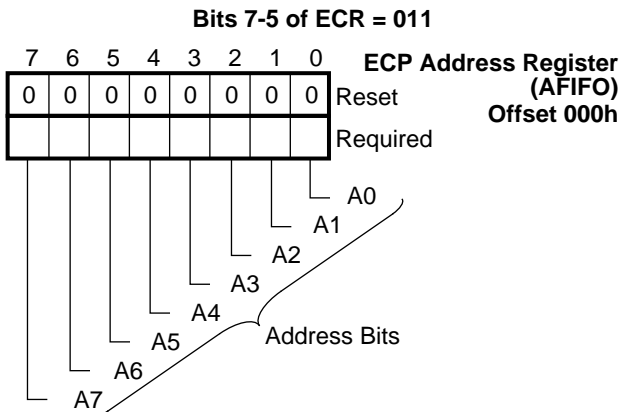 Bits 7-5 of ECR = 011
7 6 5 4 3 2 1 0
ECP Address Register
(AFIFO)
Offset 000h
0 0 0 0 0 0 0 0 Reset
Required
A0
A1
A2
A3
A4
A5
A6
A7
Address Bits